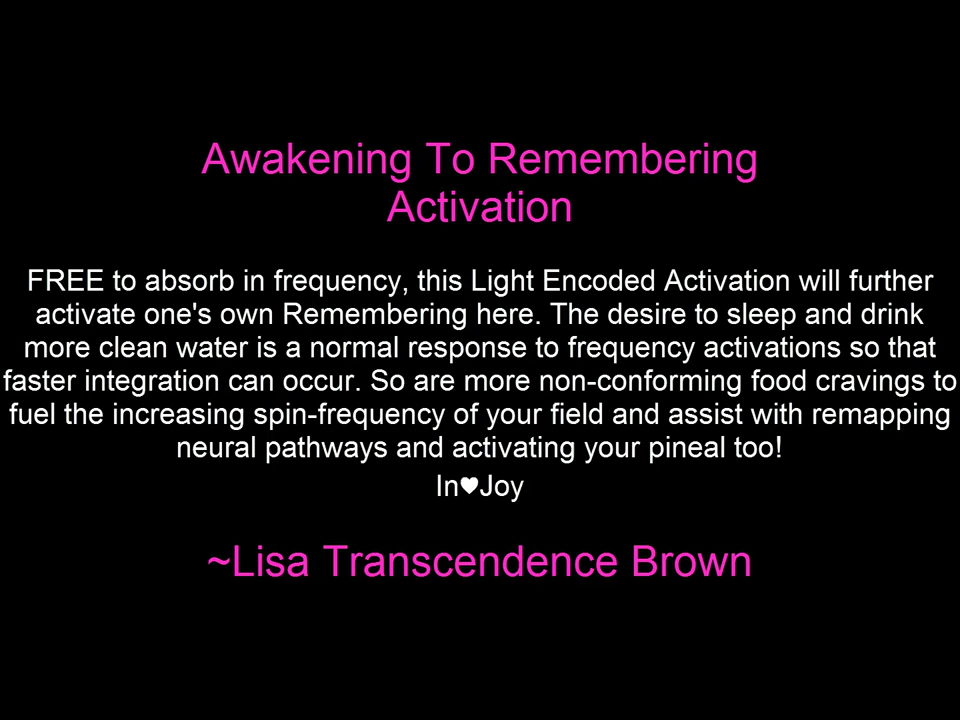 Awakening To Remembering
Activation
FREE to absorb in frequency, this Light Encoded Activation will further
activate one's own Remembering here. The desire to sleep and drink
more clean water is a normal response to frequency activations so that
faster integration can occur. So are more non-conforming food cravings to
fuel the increasing spin-frequency of your field and assist with remapping
neural pathways and activating your pineal too!
In♥Joy
~Lisa Transcendence Brown